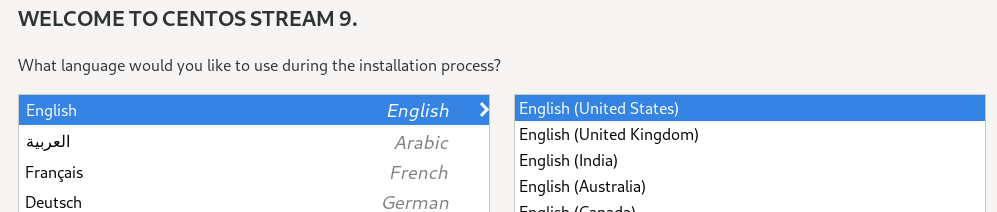 WELCOME TO CENTOS STREAM 9.
What language would you like to use during the installation process?
English English
العربية Arabic
Français French
Deutsch German
English (United States)
English (United Kingdom)
English (India)
English (Australia)
English (Canada)